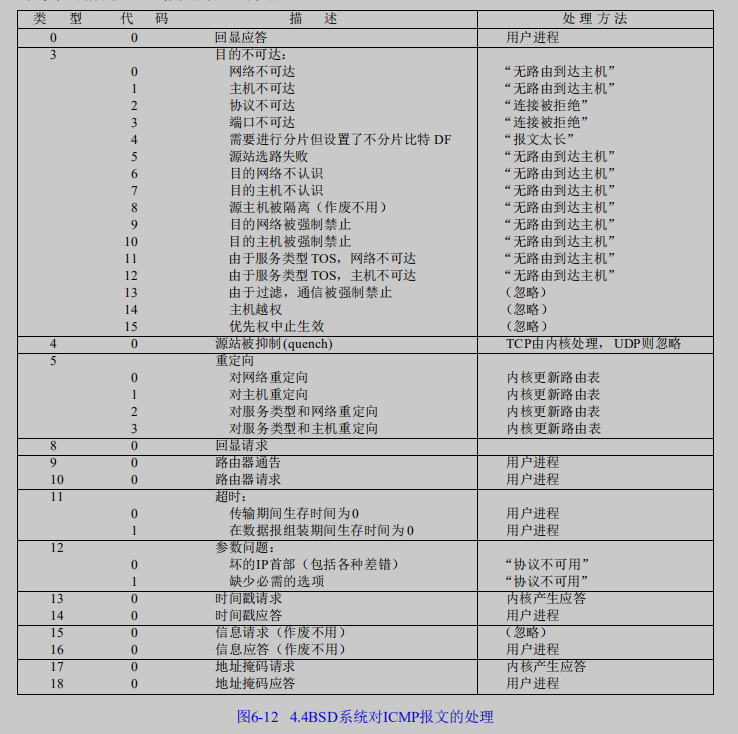 类 型 代 码 描 述 处理方法
0 0 回显应答 用户进程
3 目的不可达：
0 网络不可达 “无路由到达主机”
1 主机不可达 “无路由到达主机”
2 协议不可达 “连接被拒绝”
3 端口不可达 “连接被拒绝”
4 需要进行分片但设置了不分片比特 DF “报文太长”
5 源站选路失败 “无路由到达主机”
6 目的网络不认识 “无路由到达主机”
7 目的主机不认识 “无路由到达主机”
8 源主机被隔离（作废不用） “无路由到达主机”
9 目的网络被强制禁止 “无路由到达主机”
10 目的主机被强制禁止 “无路由到达主机”
11 由于服务类型 TOS，网络不可达 “无路由到达主机”
12 由于服务类型 TOS，主机不可达 “无路由到达主机”
13 由于过滤，通信被强制禁止 （忽略）
14 主机越权 （忽略）
15 优先权中止生效 （忽略）
4 0 源站被抑制(quench) TCP由内核处理，UDP则忽略
5 重定向
0 对网络重定向 内核更新路由表
1 对主机重定向 内核更新路由表
2 对服务类型和网络重定向 内核更新路由表
3 对服务类型和主机重定向 内核更新路由表
8 0 回显请求
9 0 路由器通告 用户进程
10 0 路由器请求 用户进程
11 超时：
0 传输期间生存时间为0 用户进程
1 在数据报组装期间生存时间为0 用户进程
12 参数问题：
0 坏的IP首部（包括各种差错） “协议不可用”
1 缺少必需的选项 “协议不可用”
13 0 时间戳请求 内核产生应答
14 0 时间戳应答 用户进程
15 0 信息请求（作废不用） （忽略）
16 0 信息应答（作废不用） 用户进程
17 0 地址掩码请求 内核产生应答
18 0 地址掩码应答 用户进程
图6-12 4.4BSD系统对ICMP报文的处理